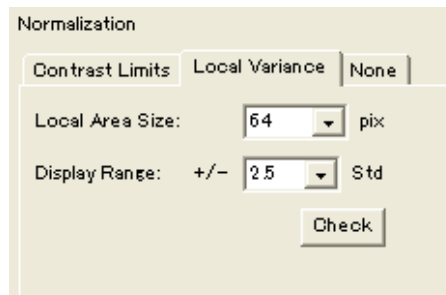 Normalization
Contrast Limits Local Variance None
Local Area Size: 64 pix
Display Range: +/- 2.5 Std
Check